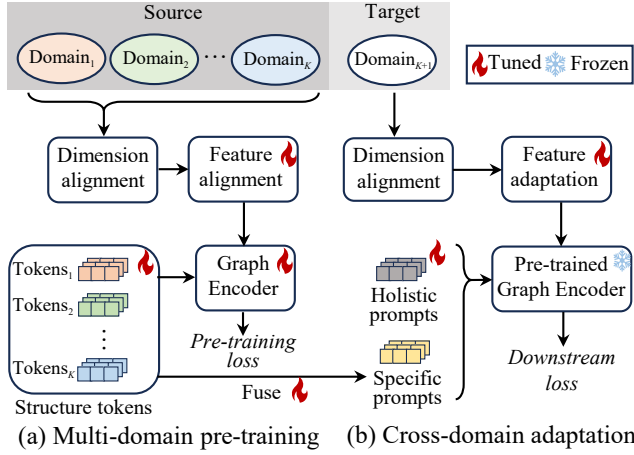 Source
Target
Domain1
Domain2
...
DomainK
DomainK+1
Tuned
Frozen
Dimension
alignment
Feature
alignment
Dimension
alignment
Feature
adaptation
Tokens1
Tokens2
TokensK
Structure tokens
Graph
Encoder
Pre-training
loss
Fuse
Holistic
prompts
Specific
prompts
Pre-trained
Graph Encoder
Downstream
loss
(a) Multi-domain pre-training
(b) Cross-domain adaptation